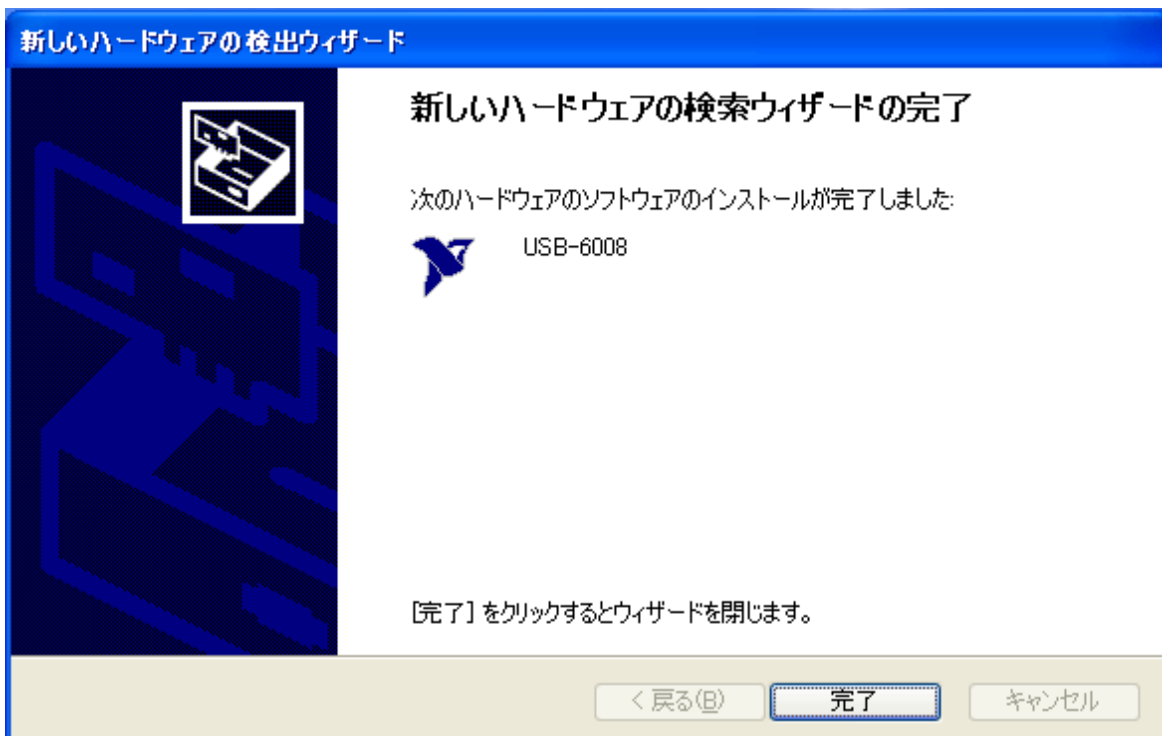 新しいハードウェアの検出ウィザード
新しいハードウェアの検索ウィザードの完了
次のハードウェアのソフトウェアのインストールが完了しました:
USB-6008
[完了] をクリックするとウィザードを閉じます。
< 戻る(B)
完了
キャンセル